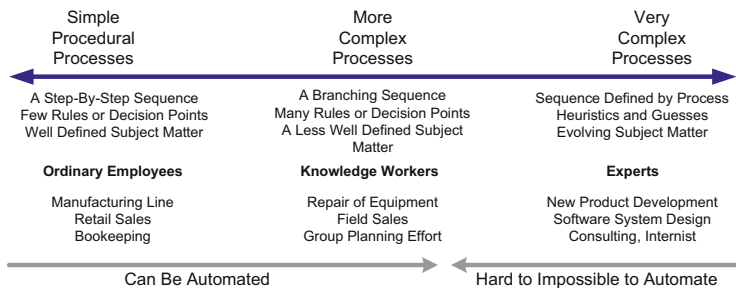 Simple
Procedural
Processes
More
Complex
Processes
Very
Complex
Processes
A Step-By-Step Sequence
Few Rules or Decision Points
Well Defined Subject Matter
A Branching Sequence
Many Rules or Decision Points
A Less Well Defined Subject
Matter
Sequence Defined by Process
Heuristics and Guesses
Evolving Subject Matter
Ordinary Employees
Knowledge Workers
Experts
Manufacturing Line
Retail Sales
Bookeeping
Repair of Equipment
Field Sales
Group Planning Effort
New Product Development
Software System Design
Consulting, Internist
Can Be Automated
Hard to Impossible to Automate